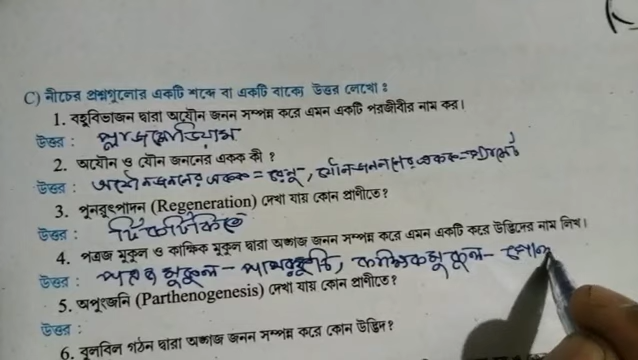 C) নীচের প্রশ্নগুলোর একটি শব্দে বা একটি বাক্যে উত্তর লেখো :
1. বহুবিভাজন দ্বারা অযৌন জনন সম্পন্ন করে এমন একটি পরজীবীর নাম কর।
উত্তর : প্লাজমোডিয়াম
2. অযৌন ও যৌন জননের একক কী ?
উত্তর : অযৌনজননের একক = রেনু, যৌনজননের একক - গ্যামেট
3. পুনরুৎপাদন (Regeneration) দেখা যায় কোন প্রাণীতে?
উত্তর :
4. পত্রজ মুকুল ও কাক্ষিক মুকুল দ্বারা অঙ্গজ জনন সম্পন্ন করে এমন একটি করে উদ্ভিদের নাম লিখ।
উত্তর : পত্রজ মুকুল - পাথরকুচি, কাক্ষিক মুকুল -
5. অপুংজনি (Parthenogenesis) দেখা যায় কোন প্রাণীতে?
উত্তর :
6. বুলবিল গঠন দ্বারা অঙ্গজ জনন সম্পন্ন করে কোন উদ্ভিদ?